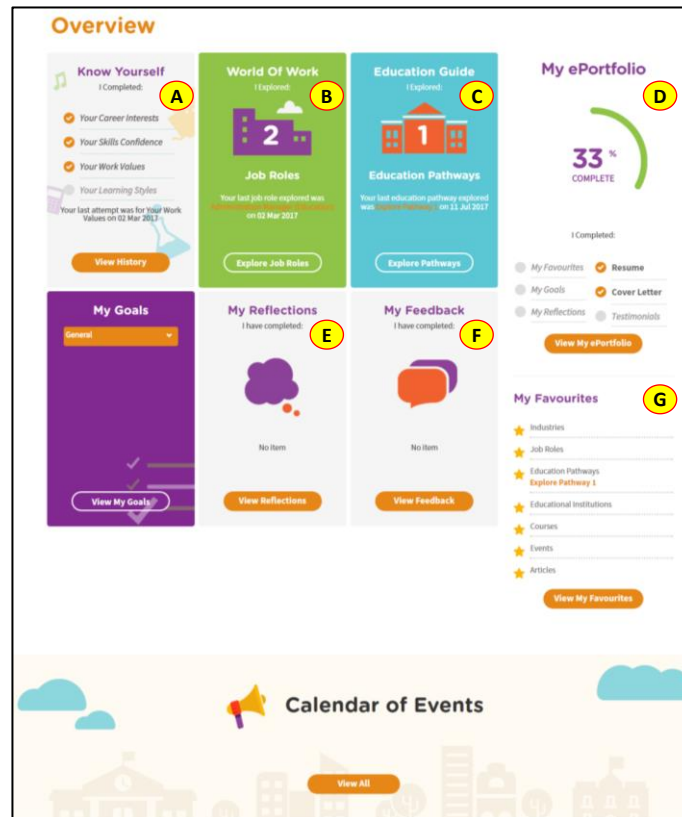 Overview
Know Yourself
I Completed:
A
Your Career Interests
Your Skills Confidence
Your Work Values
Your Learning Styles
Your last attempt was for Your Work
Values on 02 Mar 2017
View History
World Of Work
I Explored:
B
2
Job Roles
Your last job role explored was
on 02 Mar 2017
Explore Job Roles
Education Guide
I Explored:
C
1
Education Pathways
Your last education pathway explored
was Explore Pathway 1 on 11 Jul 2017
Explore Pathways
My ePortfolio
D
33 %
COMPLETE
I Completed:
My Favourites
Resume
My Goals
Cover Letter
My Reflections
Testimonials
View My ePortfolio
My Goals
General
View My Goals
My Reflections
I have completed:
E
No Item
View Reflections
My Feedback
I have completed:
F
No Item
View Feedback
My Favourites
G
Industries
Job Roles
Education Pathways
Explore Pathway 1
Educational Institutions
Courses
Events
Articles
View My Favourites
Calendar of Events
View All